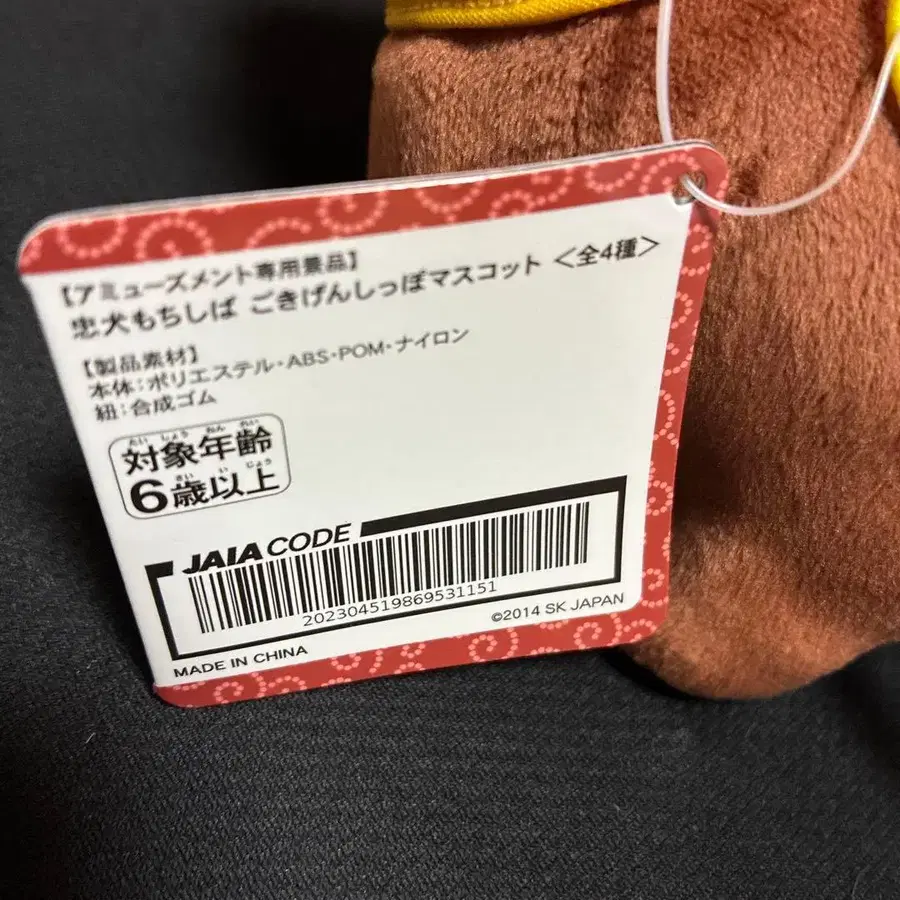 【アミューズメント専用景品】
忠犬もちしば ごきげんしっぽマスコット <全4種>
【製品素材】
本体:ポリエステル・ABS・POM・ナイロン
紐:合成ゴム
たい しょう ねん れい
対象年齢
さい い じょう
6歳以上
JAIA CODE
202304519869531151
©2014 SK JAPAN
MADE IN CHINA